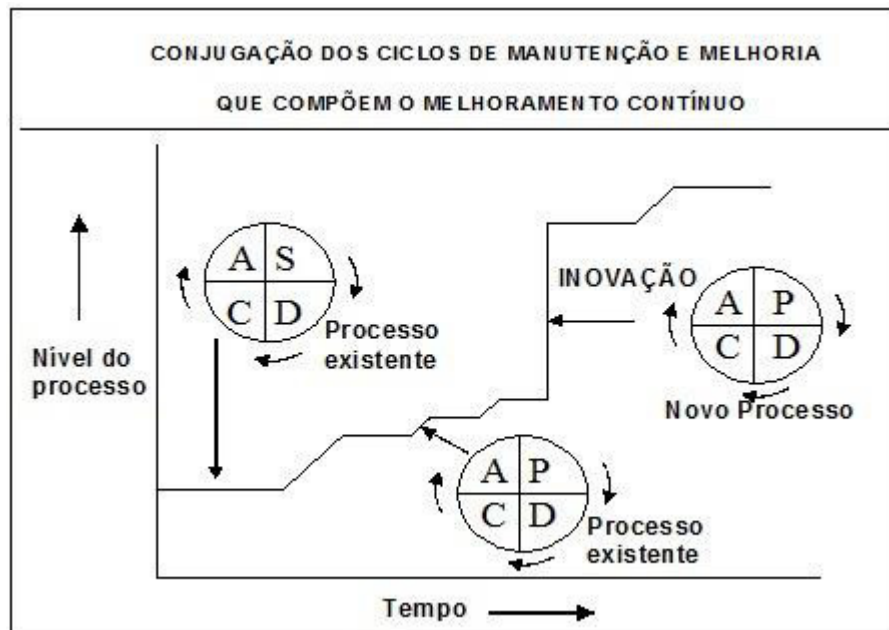 CONJUGAÇÃO DOS CICLOS DE MANUTENÇÃO E MELHORIA
QUE COMPÕEM O MELHORAMENTO CONTÍNUO
A S
C D
Processo
existente
Nível do
processo
INOVAÇÃO
A P
C D
Novo Processo
A P
C D
Processo
existente
Tempo